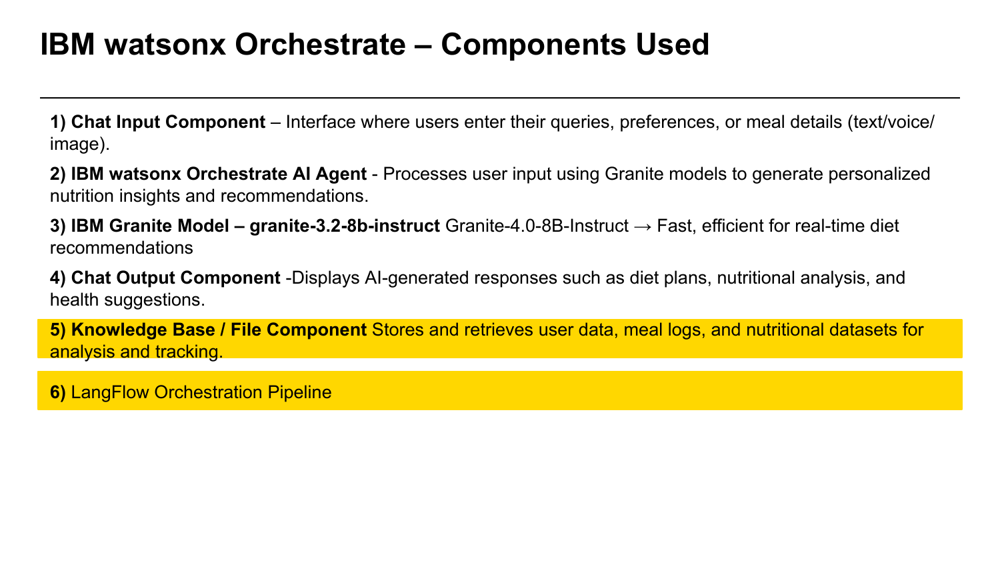 IBM watsonx Orchestrate – Components Used
1) Chat Input Component – Interface where users enter their queries, preferences, or meal details (text/voice/
image).
2) IBM watsonx Orchestrate AI Agent - Processes user input using Granite models to generate personalized
nutrition insights and recommendations.
3) IBM Granite Model – granite-3.2-8b-instruct Granite-4.0-8B-Instruct → Fast, efficient for real-time diet
recommendations
4) Chat Output Component -Displays AI-generated responses such as diet plans, nutritional analysis, and
health suggestions.
5) Knowledge Base / File Component Stores and retrieves user data, meal logs, and nutritional datasets for
analysis and tracking.
6) LangFlow Orchestration Pipeline